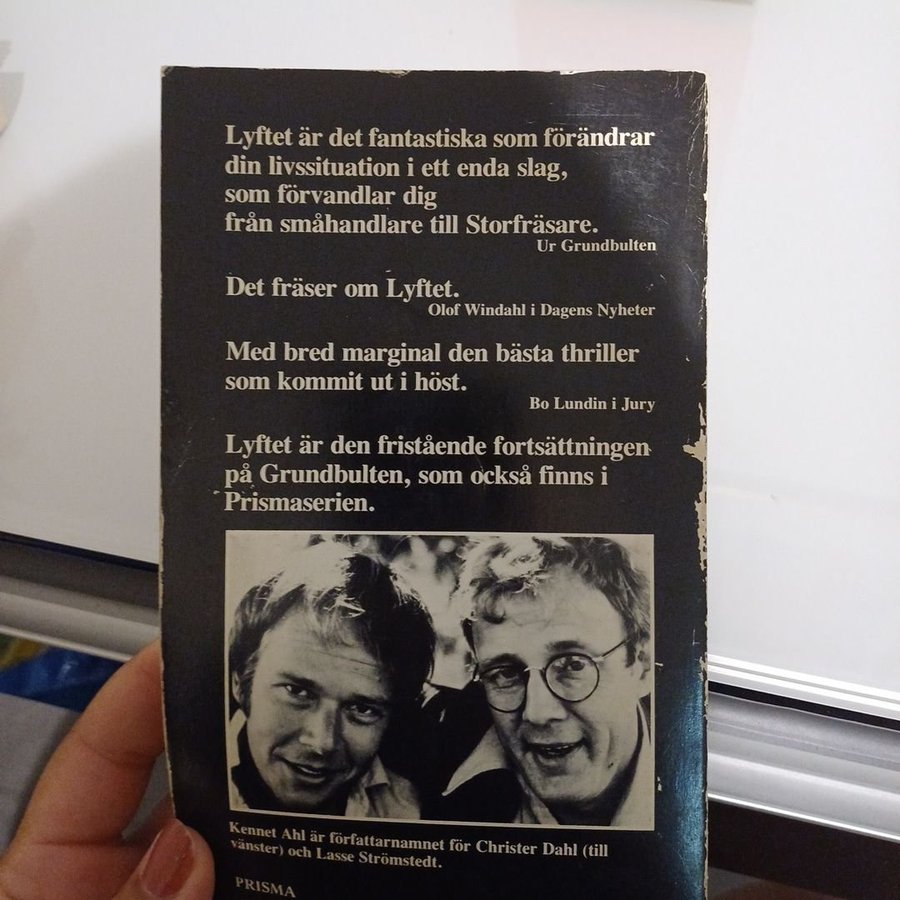 Lyftet är det fantastiska som förändrar
din livssituation i ett enda slag,
som förvandlar dig
från småhandlare till Storfräsare.
Ur Grundbulten
Det fräser om Lyftet.
Olof Windahl i Dagens Nyheter
Med bred marginal den bästa thriller
som kommit ut i höst.
Bo Lundin i Jury
Lyftet är den fristående fortsättningen
på Grundbulten, som också finns i
Prismaserien.
Kennet Ahl är författarnamnet för Christer Dahl (till
vänster) och Lasse Strömstedt.
PRISMA